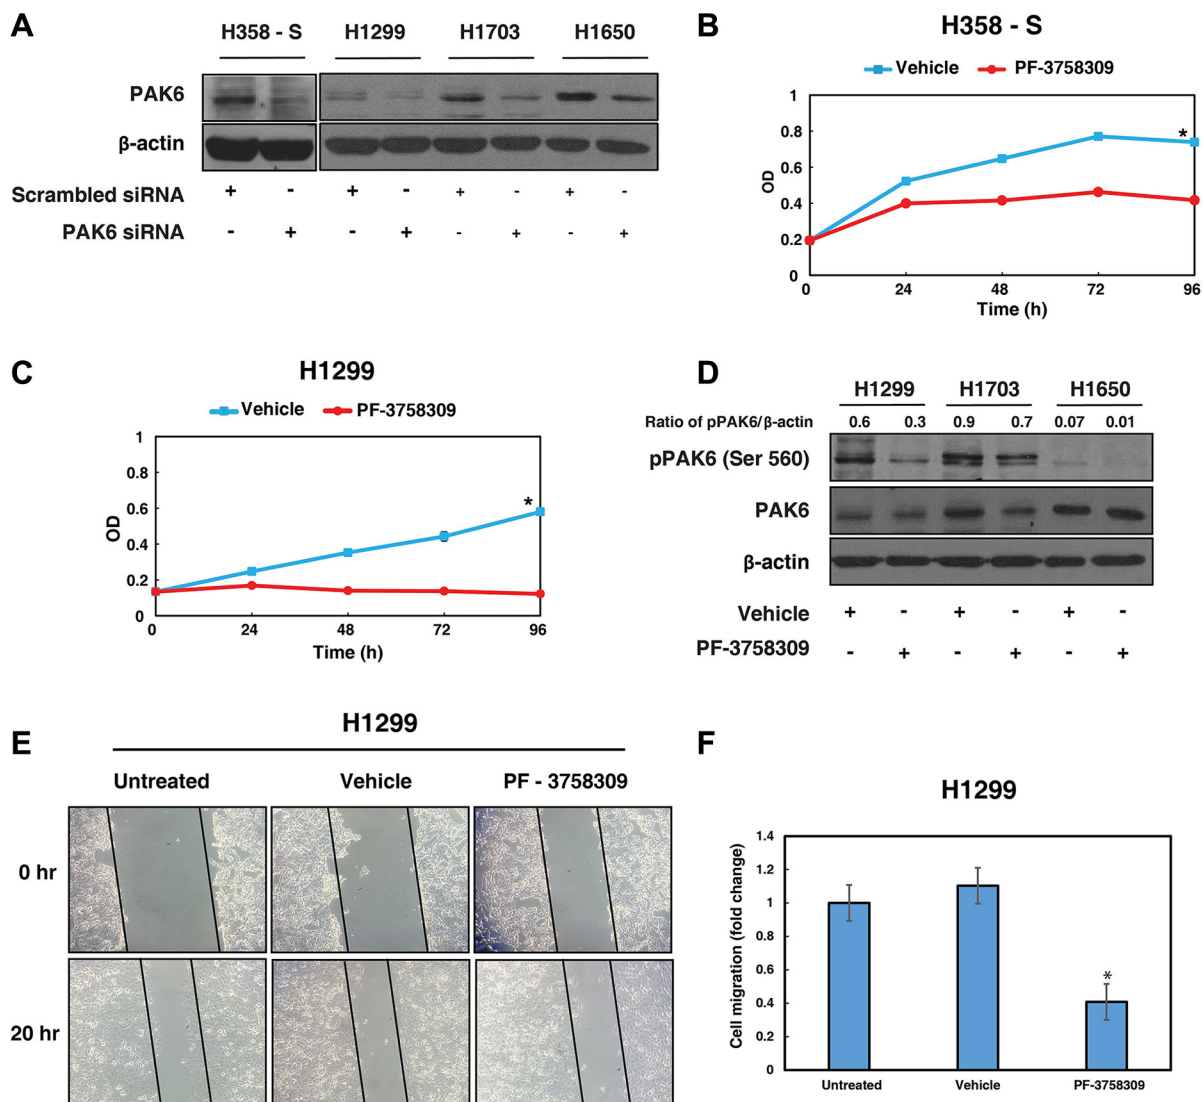 A
H358 - S H1299 H1703 H1650
PAK6
β-actin
Scrambled siRNA + - + - + - + -
PAK6 siRNA - + - + - + - +
B
H358 - S
Vehicle PF-3758309
1
0.8
0.6
0.4
0.2
0
OD
*
0 24 48 72 96
Time (h)
C
H1299
Vehicle PF-3758309
1
0.8
0.6
0.4
0.2
0
OD
*
0 24 48 72 96
Time (h)
D
H1299 H1703 H1650
Ratio of pPAK6/β-actin 0.6 0.3 0.9 0.7 0.07 0.01
pPAK6 (Ser 560)
PAK6
β-actin
Vehicle + - + - + -
PF-3758309 - + - + - +
E
H1299
Untreated Vehicle PF - 3758309
0 hr
20 hr
F
H1299
1.4
1.2
1
0.8
0.6
0.4
0.2
0
Cell migration (fold change)
*
Untreated Vehicle PF-3758309